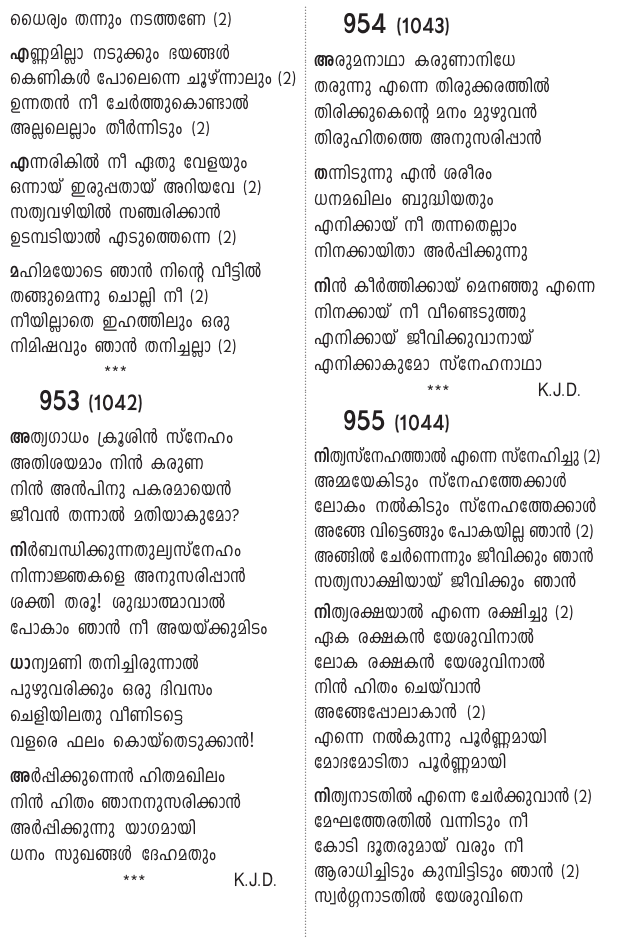 ധൈര്യം തന്നും നടത്തണേ (2)
എണ്ണമില്ലാ നടുക്കും ഭയങ്ങൾ
കെണികൾ പോലെന്നെ ചൂഴ്ന്നാലും (2)
ഉന്നതൻ നീ ചേർത്തുകൊണ്ടാൽ
അല്ലലെല്ലാം തീർന്നിടും (2)
എന്നരികിൽ നീ ഏതു വേളയും
ഒന്നായ് ഇരുപ്പതായ് അറിയവേ (2)
സത്യവഴിയിൽ സഞ്ചരിക്കാൻ
ഉടമ്പടിയാൽ എടുത്തെന്നെ (2)
മഹിമയോടെ ഞാൻ നിന്റെ വീട്ടിൽ
തങ്ങുമെന്നു ചൊല്ലി നീ (2)
നീയില്ലാതെ ഇഹത്തിലും ഒരു
നിമിഷവും ഞാൻ തനിച്ചല്ലാ (2)
***
953 (1042)
അത്യഗാധം ക്രൂശിൻ സ്നേഹം
അതിശയമാം നിൻ കരുണ
നിൻ അൻപിനു പകരമായെൻ
ജീവൻ തന്നാൽ മതിയാകുമോ?
നിർബന്ധിക്കുന്നതുല്യസ്നേഹം
നിന്നാജ്ഞകളെ അനുസരിപ്പാൻ
ശക്തി തരൂ! ശുദ്ധാത്മാവാൽ
പോകാം ഞാൻ നീ അയയ്ക്കുമിടം
ധാന്യമണി തനിച്ചിരുന്നാൽ
പുഴുവരിക്കും ഒരു ദിവസം
ചെളിയിലതു വീണിടട്ടെ
വളരെ ഫലം കൊയ്തെടുക്കാൻ!
അർപ്പിക്കുന്നെൻ ഹിതമഖിലം
നിൻ ഹിതം ഞാനനുസരിക്കാൻ
അർപ്പിക്കുന്നു യാഗമായി
ധനം സുഖങ്ങൾ ദേഹമതും
*** K.J.D.
954 (1043)
അരുമനാഥാ കരുണാനിധേ
തരുന്നു എന്നെ തിരുക്കരത്തിൽ
തിരിക്കുകെന്റെ മനം മുഴുവൻ
തിരുഹിതത്തെ അനുസരിപ്പാൻ
തന്നിടുന്നു എൻ ശരീരം
ധനമഖിലം ബുദ്ധിയതും
എനിക്കായ് നീ തന്നതെല്ലാം
നിനക്കായിതാ അർപ്പിക്കുന്നു
നിൻ കീർത്തിക്കായ് മെനഞ്ഞു എന്നെ
നിനക്കായ് നീ വീണ്ടെടുത്തു
എനിക്കായ് ജീവിക്കുവാനായ്
എനിക്കാകുമോ സ്നേഹനാഥാ
*** K.J.D.
955 (1044)
നിത്യസ്നേഹത്താൽ എന്നെ സ്നേഹിച്ചു (2)
അമ്മയേകിടും സ്നേഹത്തേക്കാൾ
ലോകം നൽകിടും സ്നേഹത്തേക്കാൾ
അങ്ങേ വിട്ടെങ്ങും പോകയില്ല ഞാൻ (2)
അങ്ങിൽ ചേർന്നെന്നും ജീവിക്കും ഞാൻ
സത്യസാക്ഷിയായ് ജീവിക്കും ഞാൻ
നിത്യരക്ഷയാൽ എന്നെ രക്ഷിച്ചു (2)
ഏക രക്ഷകൻ യേശുവിനാൽ
ലോക രക്ഷകൻ യേശുവിനാൽ
നിൻ ഹിതം ചെയ്‌വാൻ
അങ്ങേപ്പോലാകാൻ (2)
എന്നെ നൽകുന്നു പൂർണ്ണമായി
മോദമോടിതാ പൂർണ്ണമായി
നിത്യനാടതിൽ എന്നെ ചേർക്കുവാൻ (2)
മേഘത്തേരതിൽ വന്നിടും നീ
കോടി ദൂതരുമായ് വരും നീ
ആരാധിച്ചിടും കുമ്പിട്ടിടും ഞാൻ (2)
സ്വർഗ്ഗനാടതിൽ യേശുവിനെ